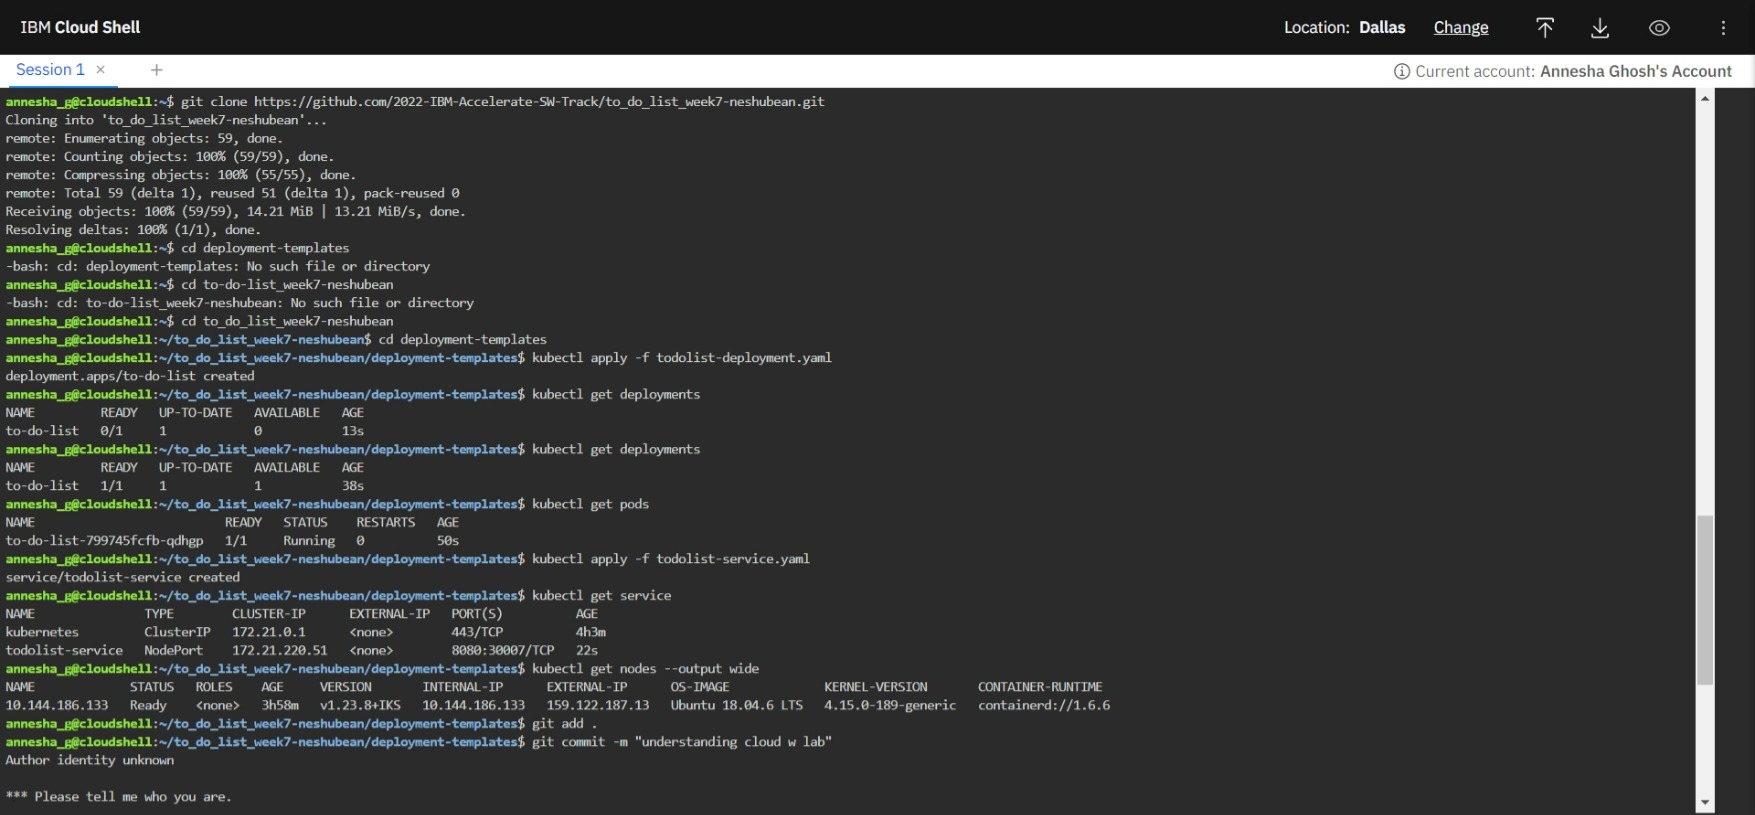 IBM Cloud Shell
Location: Dallas Change
Session 1 × +
Current account: Annesha Ghosh's Account
annesha_g@cloudshell:~$ git clone https://github.com/2022-IBM-Accelerate-SW-Track/to_do_list_week7-neshubean.git
Cloning into 'to_do_list_week7-neshubean'...
remote: Enumerating objects: 59, done.
remote: Counting objects: 100% (59/59), done.
remote: Compressing objects: 100% (55/55), done.
remote: Total 59 (delta 1), reused 51 (delta 1), pack-reused 0
Receiving objects: 100% (59/59), 14.21 MiB | 13.21 MiB/s, done.
Resolving deltas: 100% (1/1), done.
annesha_g@cloudshell:~$ cd deployment-templates
-bash: cd: deployment-templates: No such file or directory
annesha_g@cloudshell:~$ cd to-do-list_week7-neshubean
-bash: cd: to-do-list_week7-neshubean: No such file or directory
annesha_g@cloudshell:~$ cd to_do_list_week7-neshubean
annesha_g@cloudshell:~/to_do_list_week7-neshubean$ cd deployment-templates
annesha_g@cloudshell:~/to_do_list_week7-neshubean/deployment-templates$ kubectl apply -f todolist-deployment.yaml
deployment.apps/to-do-list created
annesha_g@cloudshell:~/to_do_list_week7-neshubean/deployment-templates$ kubectl get deployments
NAME READY UP-TO-DATE AVAILABLE AGE
to-do-list 0/1 1 0 13s
annesha_g@cloudshell:~/to_do_list_week7-neshubean/deployment-templates$ kubectl get deployments
NAME READY UP-TO-DATE AVAILABLE AGE
to-do-list 1/1 1 1 38s
annesha_g@cloudshell:~/to_do_list_week7-neshubean/deployment-templates$ kubectl get pods
NAME READY STATUS RESTARTS AGE
to-do-list-799745fcfb-qdhgp 1/1 Running 0 50s
annesha_g@cloudshell:~/to_do_list_week7-neshubean/deployment-templates$ kubectl apply -f todolist-service.yaml
service/todolist-service created
annesha_g@cloudshell:~/to_do_list_week7-neshubean/deployment-templates$ kubectl get service
NAME TYPE CLUSTER-IP EXTERNAL-IP PORT(S) AGE
kubernetes ClusterIP 172.21.0.1 <none> 443/TCP 4h3m
todolist-service NodePort 172.21.220.51 <none> 8080:30007/TCP 22s
annesha_g@cloudshell:~/to_do_list_week7-neshubean/deployment-templates$ kubectl get nodes --output wide
NAME STATUS ROLES AGE VERSION INTERNAL-IP EXTERNAL-IP OS-IMAGE KERNEL-VERSION CONTAINER-RUNTIME
10.144.186.133 Ready <none> 3h58m v1.23.8+IKS 10.144.186.133 159.122.187.13 Ubuntu 18.04.6 LTS 4.15.0-189-generic containerd://1.6.6
annesha_g@cloudshell:~/to_do_list_week7-neshubean/deployment-templates$ git add .
annesha_g@cloudshell:~/to_do_list_week7-neshubean/deployment-templates$ git commit -m "understanding cloud w lab"
Author identity unknown
*** Please tell me who you are.